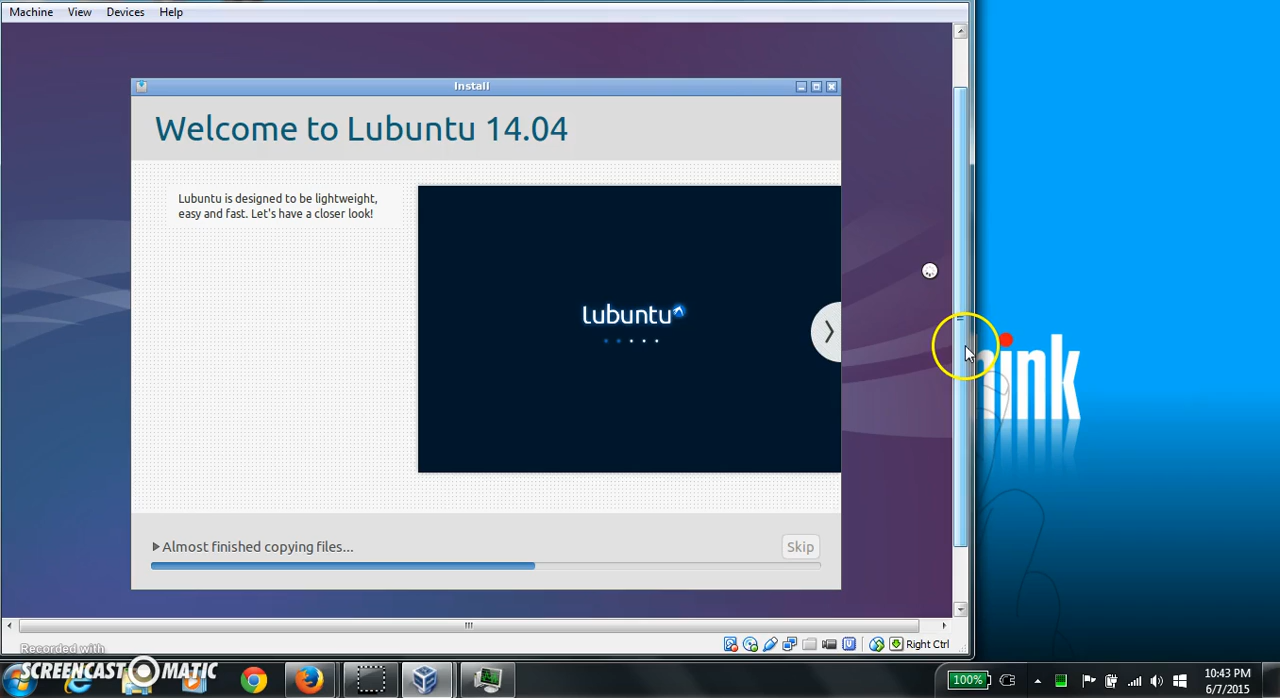 Machine View Devices Help
Install
Welcome to Lubuntu 14.04
Lubuntu is designed to be lightweight,
easy and fast. Let's have a closer look!
lubuntu
hink
Almost finished copying files...
Skip
Right Ctrl
Recorded with
SCREENCAST MATIC
100%
10:43 PM
6/7/2015